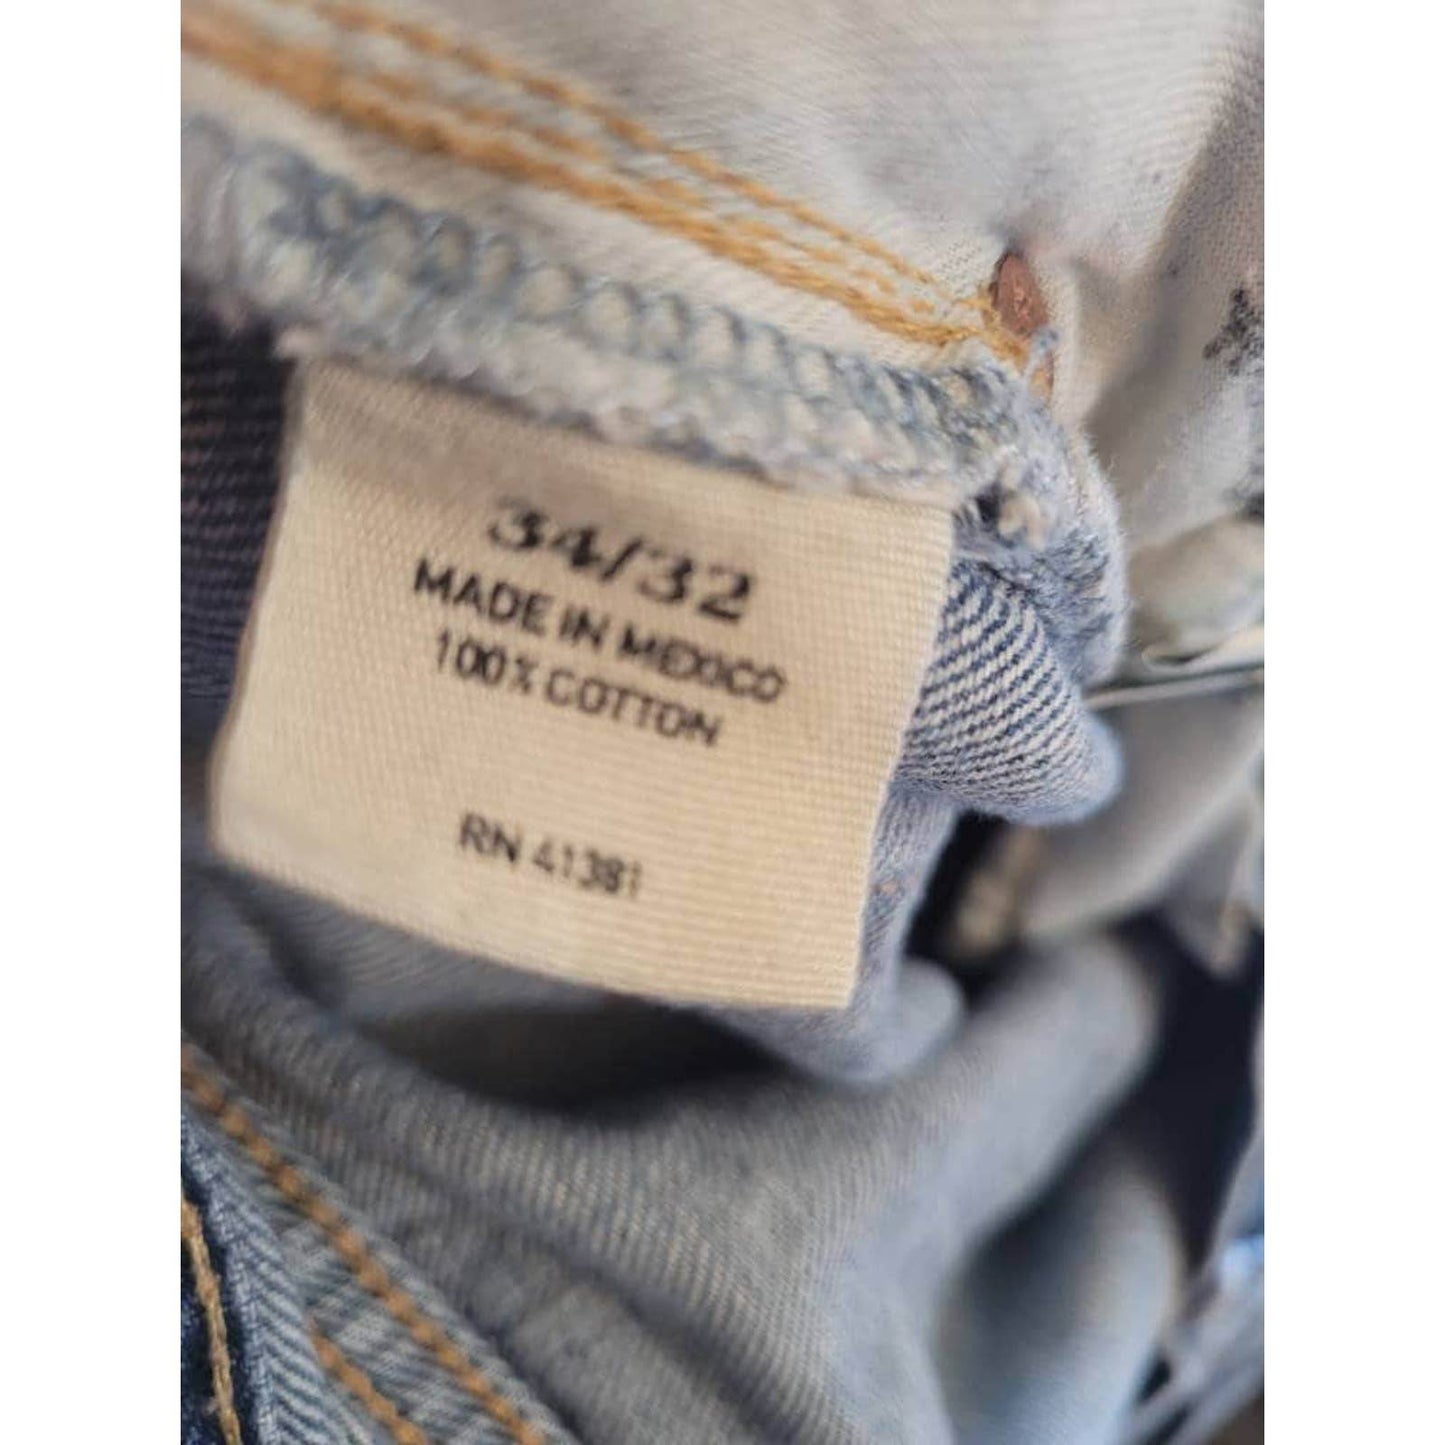 34/32
MADE IN MEXICO
100% COTTON
RN 41381